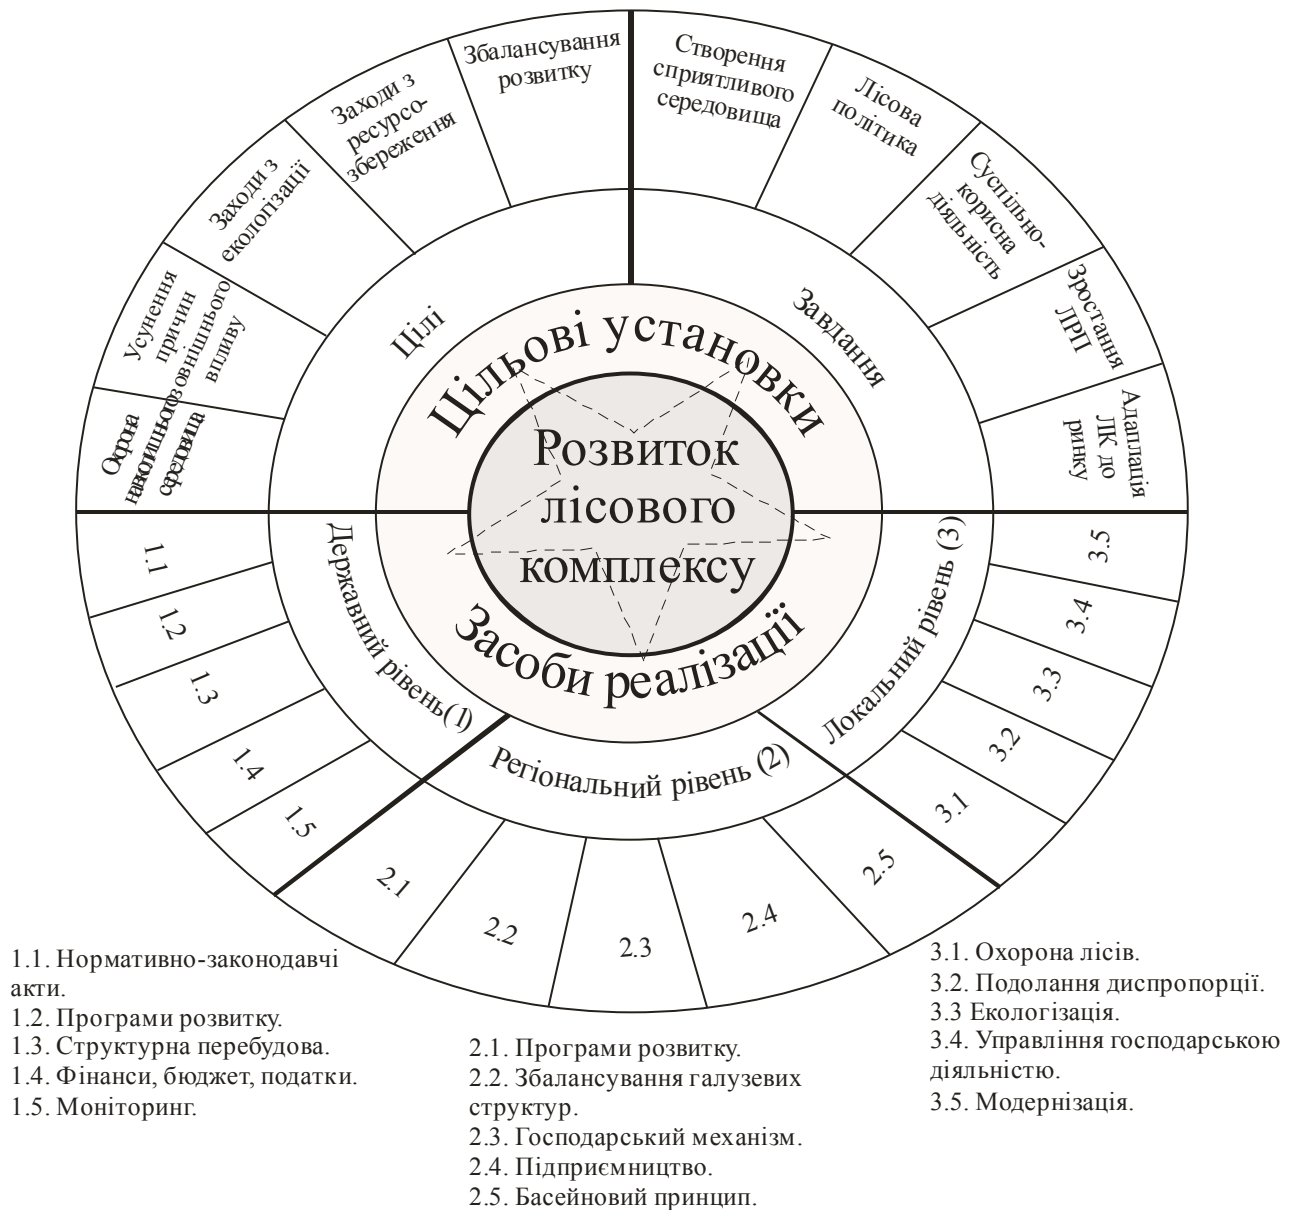 Збалансування
розвитку
Створення
сприятливого
середовища
Заходи з
ресурсо-
збереження
Лісова
політика
Заходи з
екологізації
Суспільно-
корисна
діяльність
Усунення
причин
зовнішнього
впливу
Зростання
ЛРП
Охорона
навколишнього
середовища
Адаплація
ЛК до
ринку
Цілі
Завдання
Цільові установки
Розвиток
лісового
комплексу
Засоби реалізації
Державний рівень(1)
Регіональний рівень (2)
Локальний рівень (3)
1.1
1.2
1.3
1.4
1.5
2.1
2.2
2.3
2.4
2.5
3.1
3.2
3.3
3.4
3.5
1.1. Нормативно-законодавчі
акти.
1.2. Програми розвитку.
1.3. Структурна перебудова.
1.4. Фінанси, бюджет, податки.
1.5. Моніторинг.
2.1. Програми розвитку.
2.2. Збалансування галузевих
структур.
2.3. Господарський механізм.
2.4. Підприємництво.
2.5. Басейновий принцип.
3.1. Охорона лісів.
3.2. Подолання диспропорції.
3.3 Екологізація.
3.4. Управління господарською
діяльністю.
3.5. Модернізація.